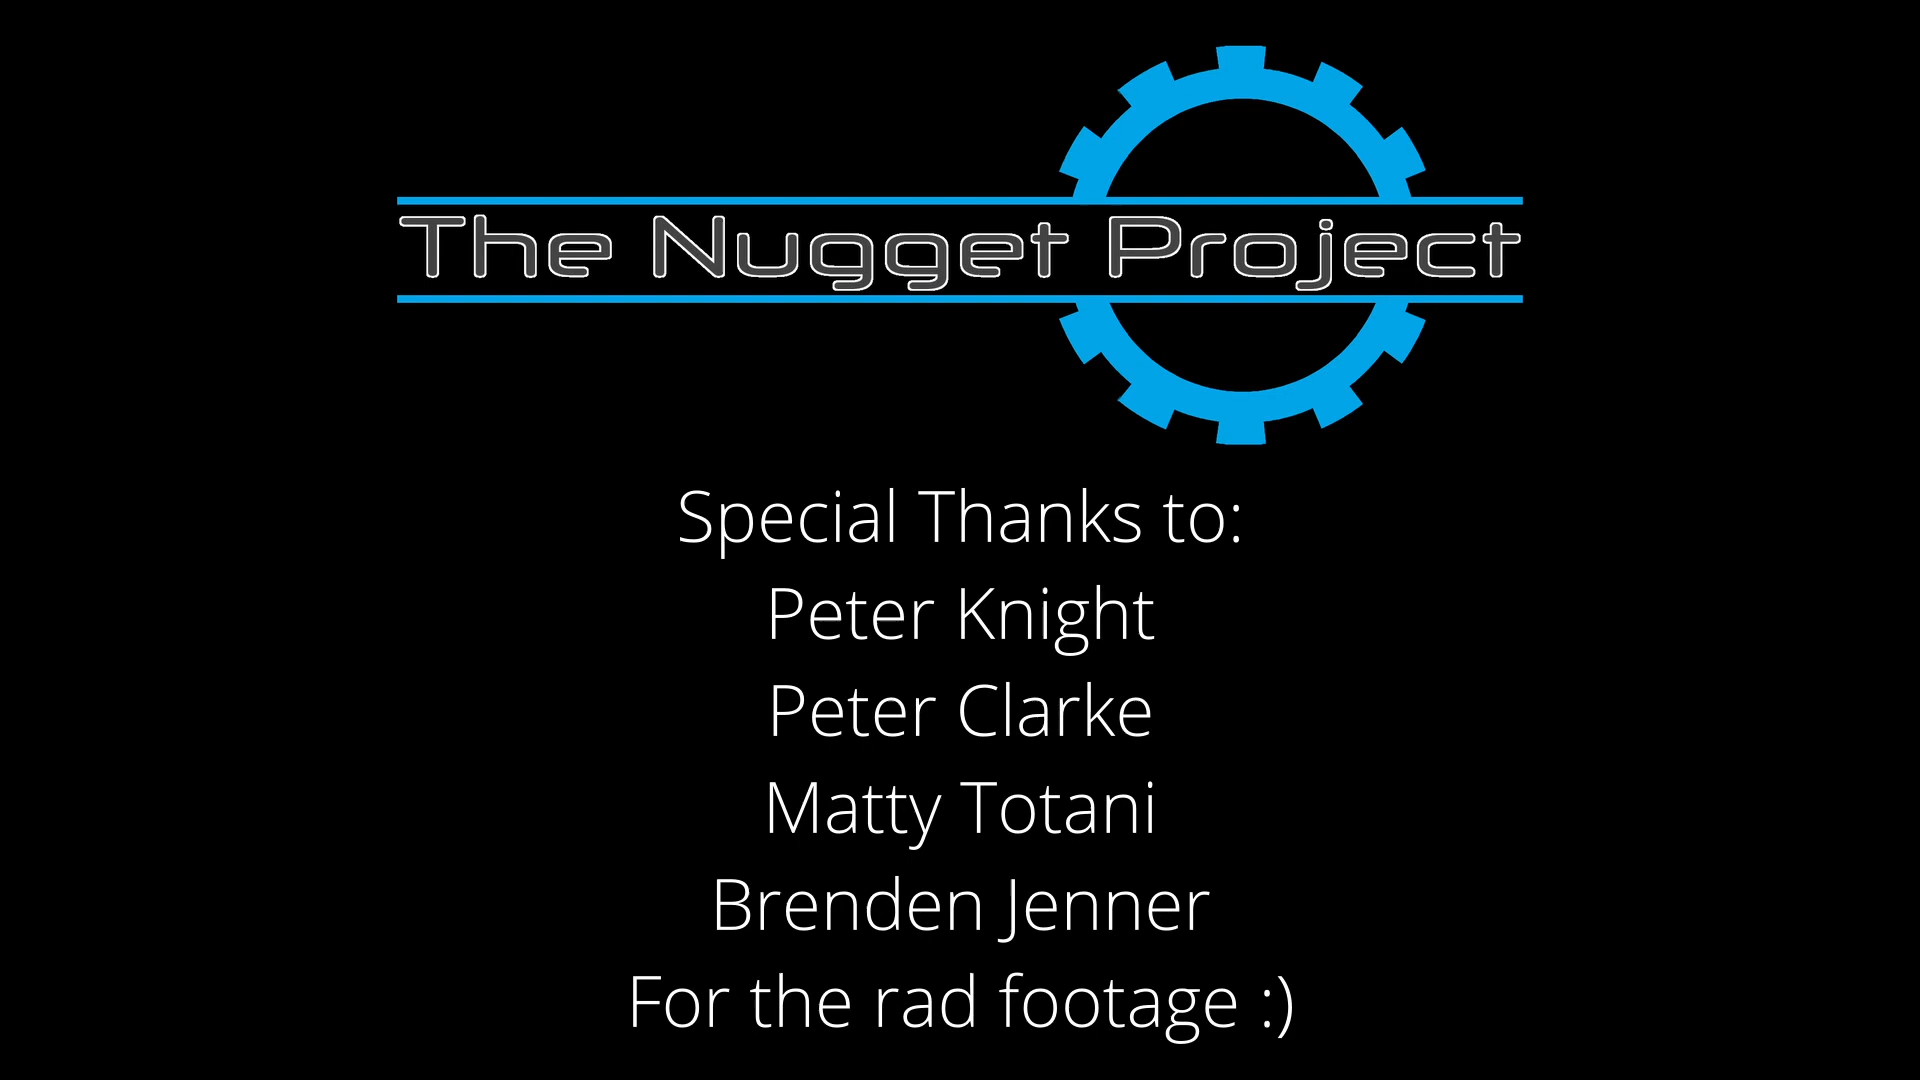 The Nugget Project
Special Thanks to:
Peter Knight
Peter Clarke
Matty Totani
Brenden Jenner
For the rad footage :)